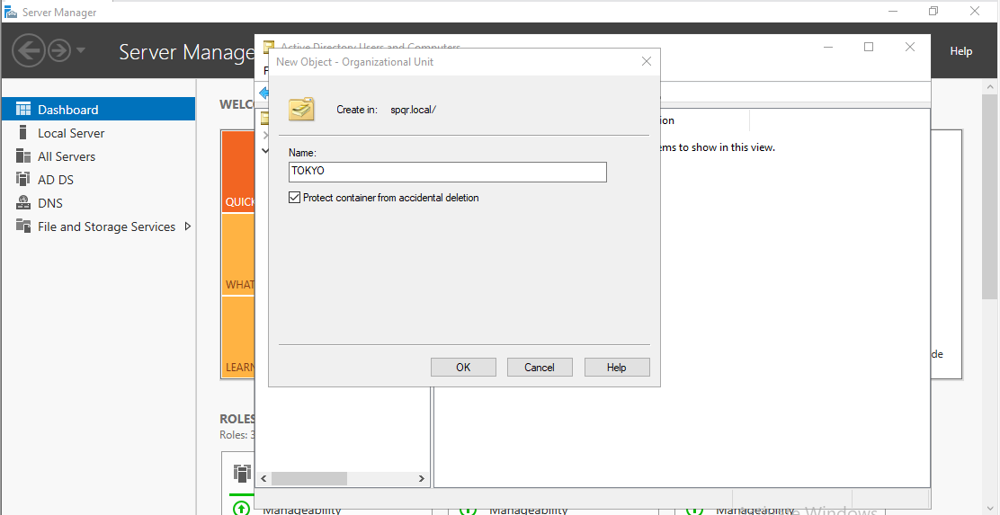 Server Manager
Server Manage
Active Directory Users and Computers
Help
New Object - Organizational Unit
Create in: spqr.local/
Name:
TOKYO
Protect container from accidental deletion
OK
Cancel
Help
Dashboard
Local Server
All Servers
AD DS
DNS
File and Storage Services
WELC
QUICK
WHAT
LEARN
ion
ems to show in this view.
de
ROLES
Roles: 3
Manageability
Manageability
Manageability